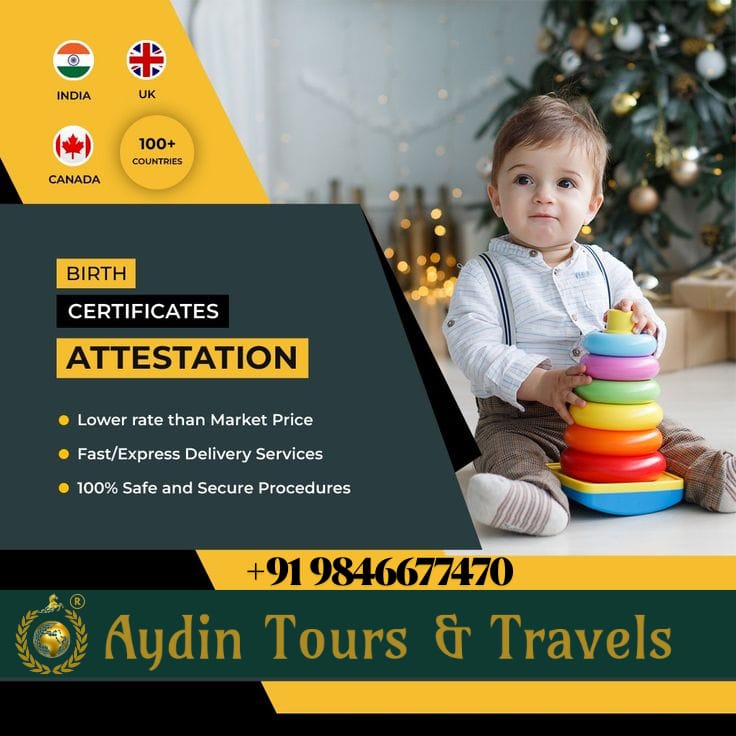 INDIA
UK
CANADA
100+
COUNTRIES
BIRTH
CERTIFICATES
ATTESTATION
Lower rate than Market Price
Fast/Express Delivery Services
100% Safe and Secure Procedures
+91 9846677470
®
Aydin Tours & Travels